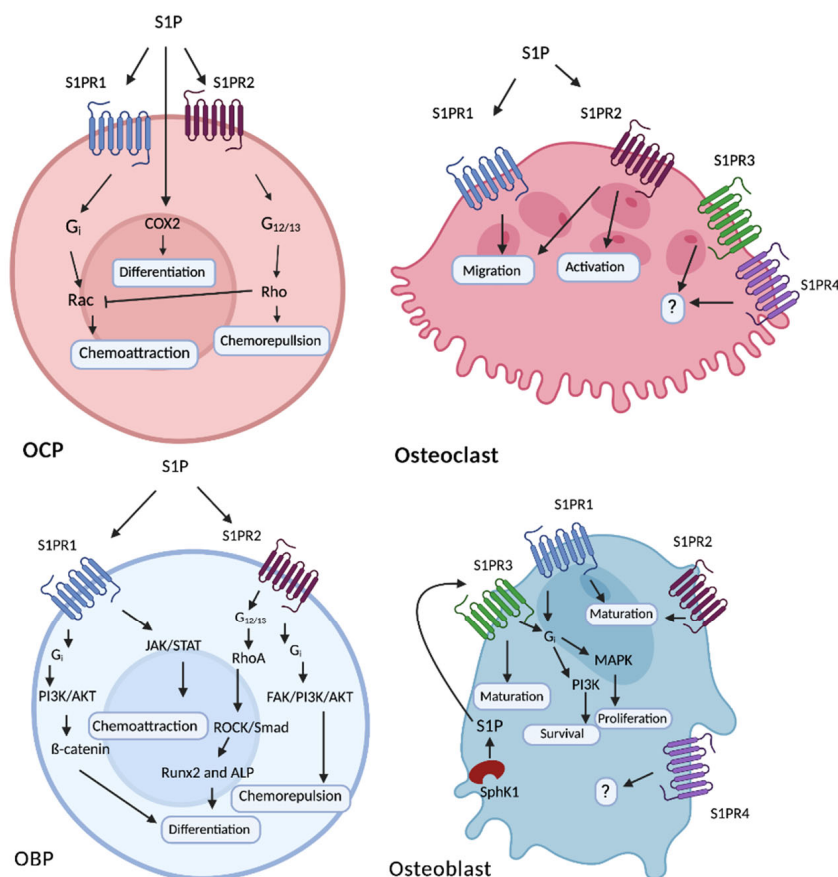 S1P
S1PR1
S1PR2
Gi
COX2
G12/13
Differentiation
Rac
Rho
Chemoattraction
Chemorepullsion
OCP
S1P
S1PR1
S1PR2
S1PR3
S1PR4
Migration
Activation
?
Osteoclast
S1P
S1PR1
S1PR2
G12/13
Gi
JAK/STAT
RhoA
Gi
PI3K/AKT
FAK/PI3K/AKT
Chemoattraction
ROCK/Smad
ß-catenin
Runx2 and ALP
Chemorepulsion
Differentiation
OBP
S1PR1
S1PR3
S1PR2
Maturation
Gi
MAPK
PI3K
Maturation
S1P
Proliferation
Survival
SphK1
?
S1PR4
Osteoblast